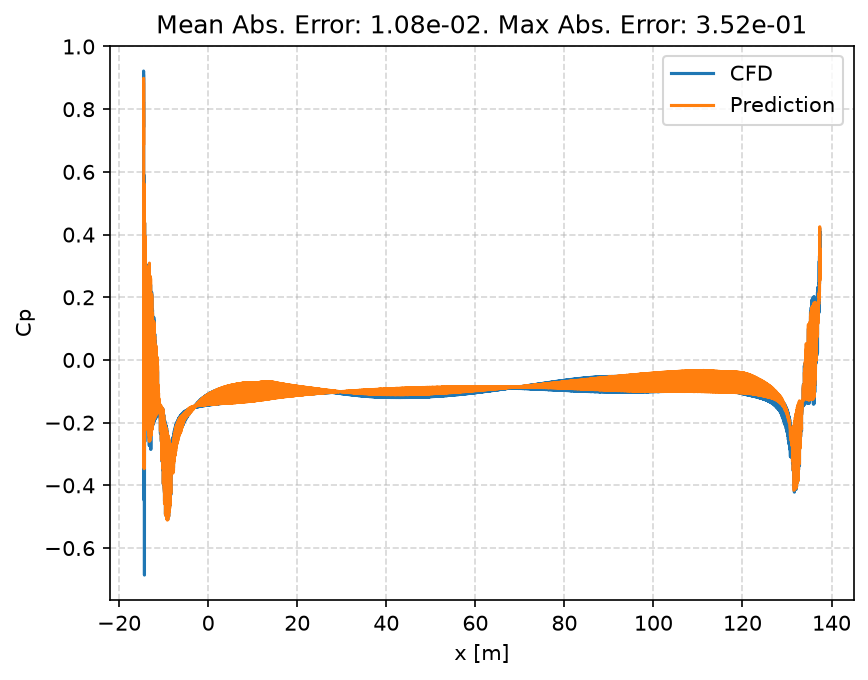 Mean Abs. Error: 1.08e-02. Max Abs. Error: 3.52e-01
1.0
0.8
0.6
0.4
0.2
0.0
−0.2
−0.4
−0.6
Cp
CFD
Prediction
−20 0 20 40 60 80 100 120 140
x [m]